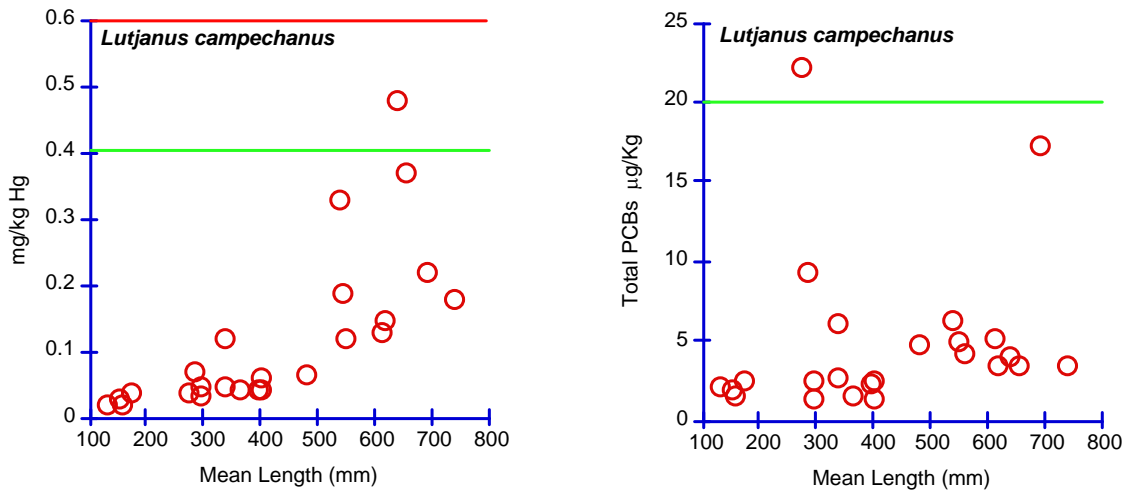 Lutjanus campechanus
0.6
0.5
0.4
0.3
0.2
0.1
0
mg/kg Hg
100 200 300 400 500 600 700 800
Mean Length (mm)
Lutjanus campechanus
25
20
15
10
5
0
Total PCBs µg/Kg
100 200 300 400 500 600 700 800
Mean Length (mm)